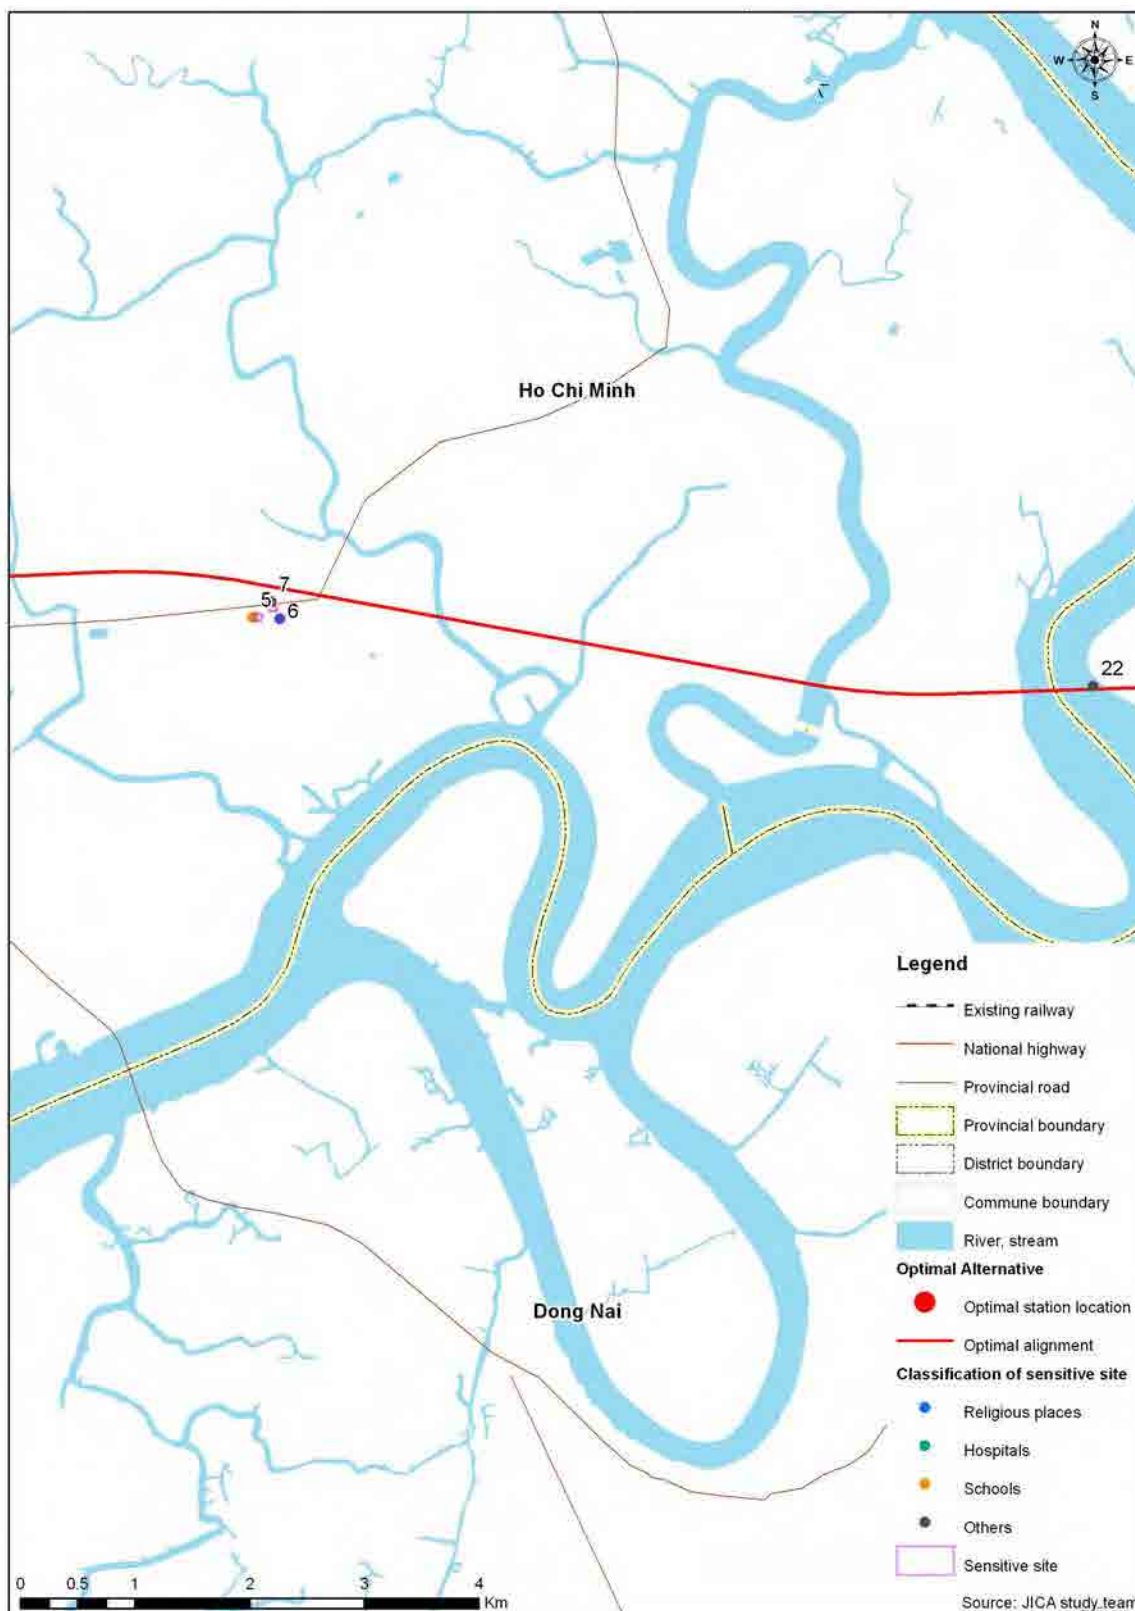 N
W E
S
Ho Chi Minh
7
5
6
22
Legend
Existing railway
National highway
Provincial road
Provincial boundary
District boundary
Commune boundary
River, stream
Optimal Alternative
Optimal station location
Optimal alignment
Classification of sensitive site
Religious places
Hospitals
Schools
Others
Sensitive site
Dong Nai
0 0.5 1 2 3 4
Km
Source: JICA study team